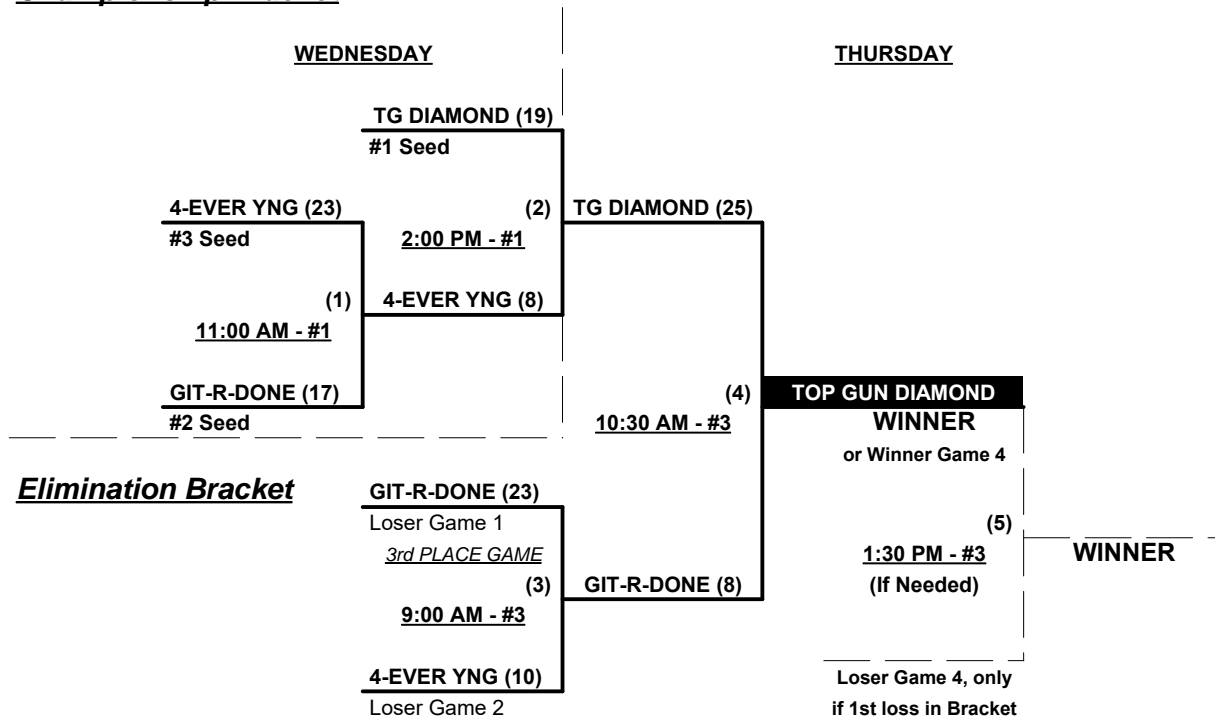 WEDNESDAY
THURSDAY
TG DIAMOND (19)
#1 Seed
4-EVER YNG (23)
#3 Seed
(2)
2:00 PM - #1
TG DIAMOND (25)
(1)
11:00 AM - #1
4-EVER YNG (8)
GIT-R-DONE (17)
#2 Seed
(4)
10:30 AM - #3
TOP GUN DIAMOND
WINNER
or Winner Game 4
Elimination Bracket
GIT-R-DONE (23)
Loser Game 1
3rd PLACE GAME
(3)
9:00 AM - #3
GIT-R-DONE (8)
(5)
1:30 PM - #3
(If Needed)
WINNER
4-EVER YNG (10)
Loser Game 2
Loser Game 4, only
if 1st loss in Bracket